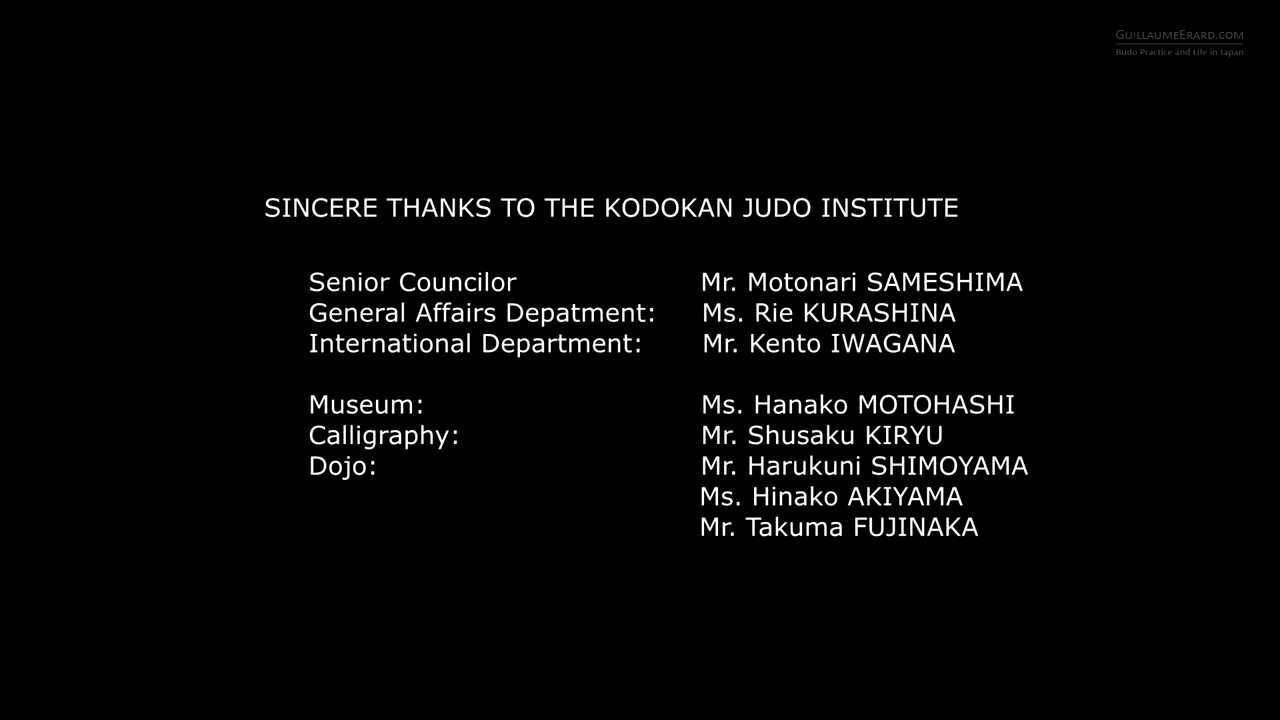 GUILLAUMEERARD.COM
Budo Practice and Life in Japan
SINCERE THANKS TO THE KODOKAN JUDO INSTITUTE
Senior Councilor Mr. Motonari SAMESHIMA
General Affairs Depatment: Ms. Rie KURASHINA
International Department: Mr. Kento IWAGANA
Museum: Ms. Hanako MOTOHASHI
Calligraphy: Mr. Shusaku KIRYU
Dojo: Mr. Harukuni SHIMOYAMA
Ms. Hinako AKIYAMA
Mr. Takuma FUJINAKA